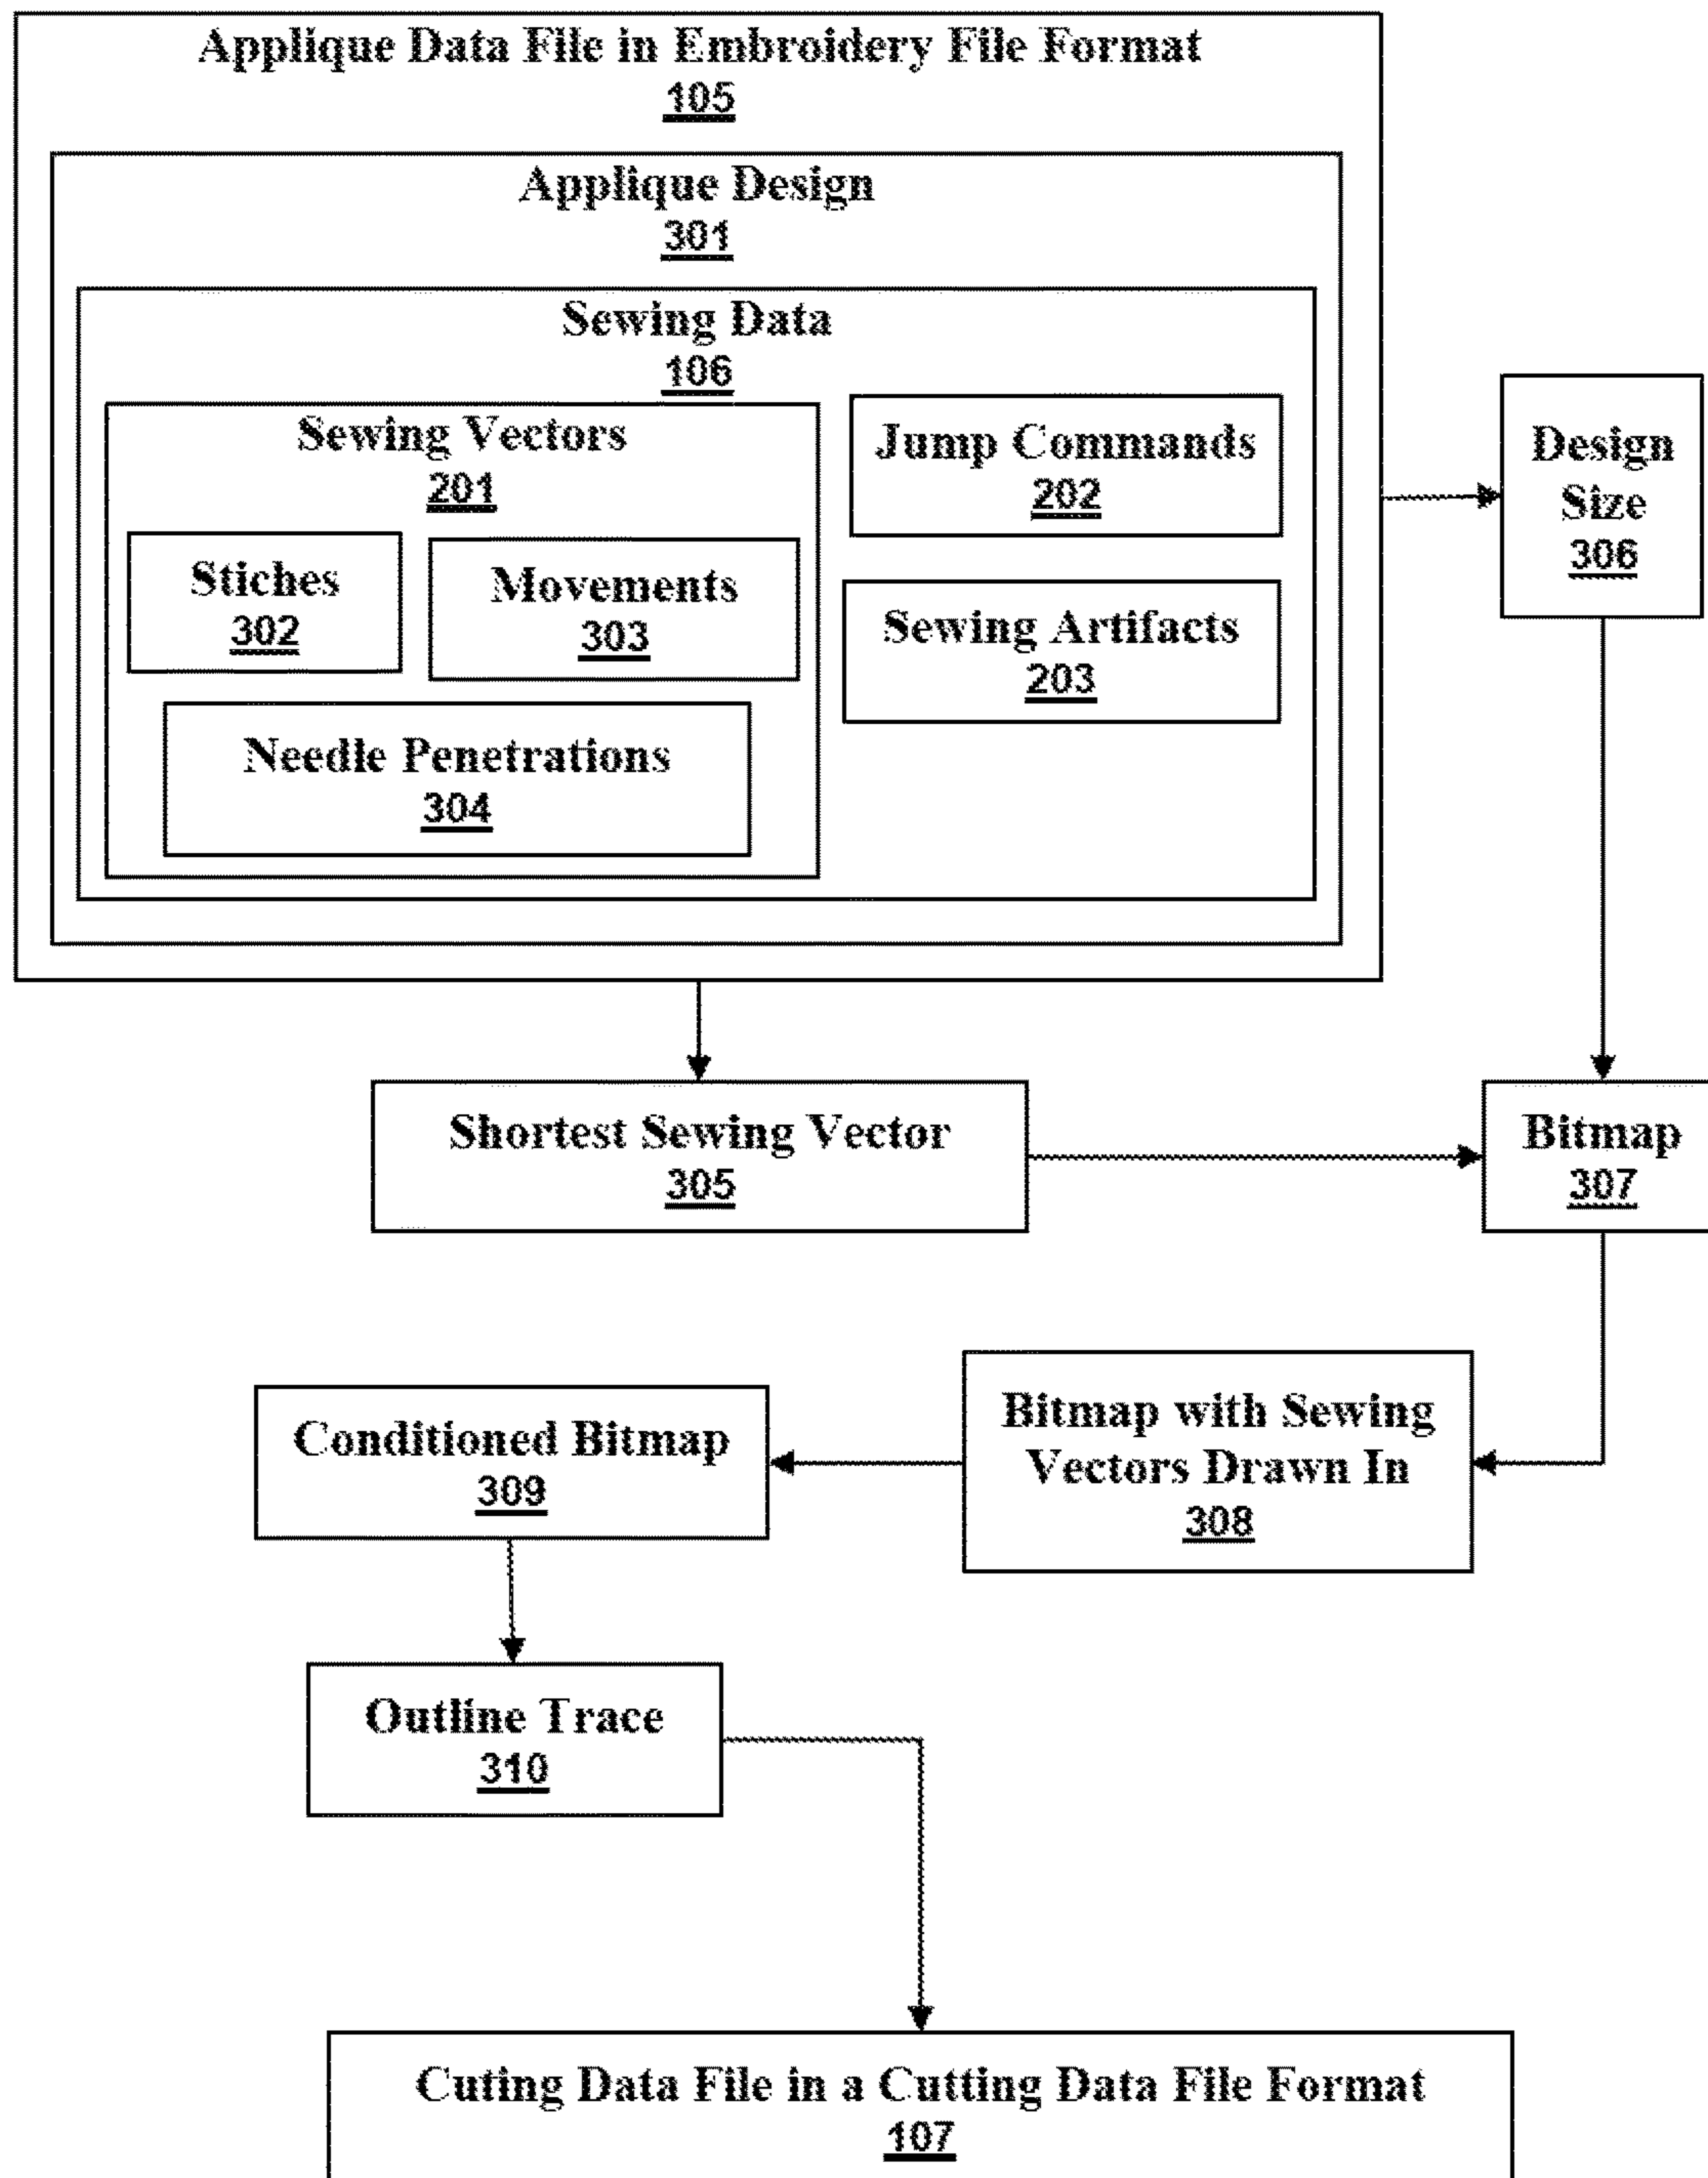 Applique Data File in Embroidery File Format
105
Applique Design
301
Sewing Data
106
Sewing Vectors
201
Stiches
302
Movements
303
Needle Penetrations
304
Jump Commands
202
Sewing Artifacts
203
Design
Size
306
Shortest Sewing Vector
305
Bitmap
307
Bitmap with Sewing
Vectors Drawn In
308
Conditioned Bitmap
309
Outline Trace
310
Cuting Data File in a Cutting Data File Format
107